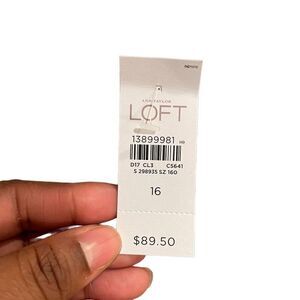 ANN TAYLOR
LOFT
13899981
D17 CL3 C5641
S 298935 SZ 160
16
$89.50